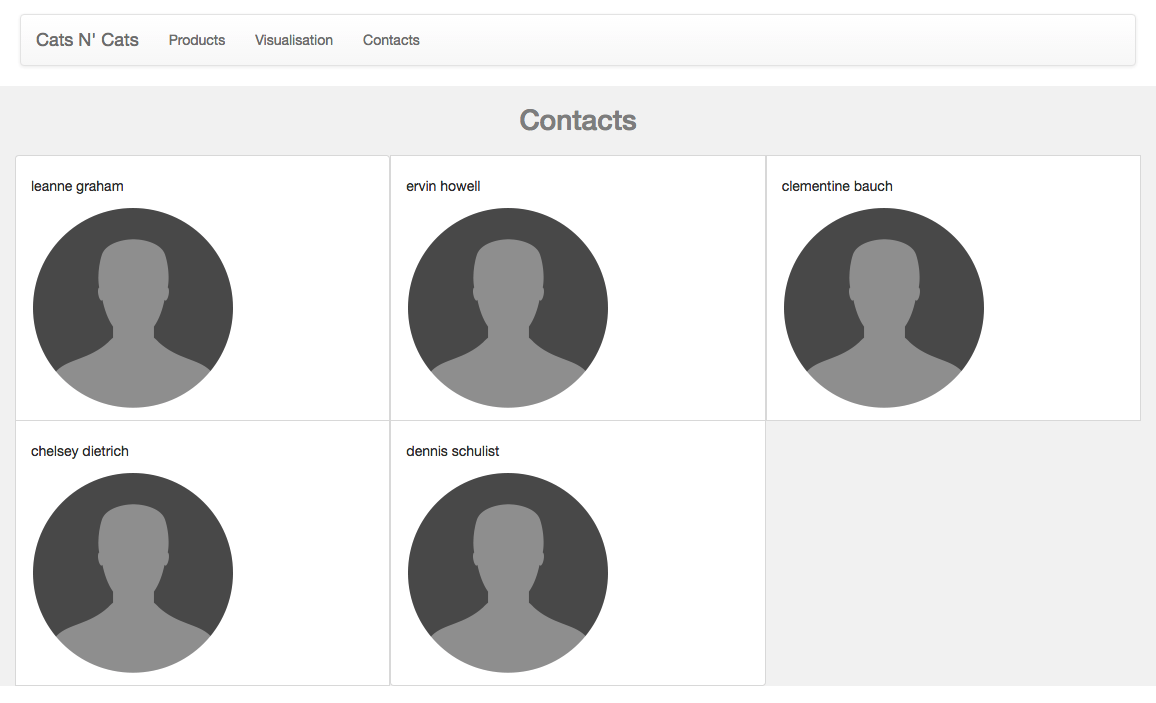 Cats N' Cats Products Visualisation Contacts
Contacts
leanne graham
ervin howell
clementine bauch
chelsey dietrich
dennis schulist